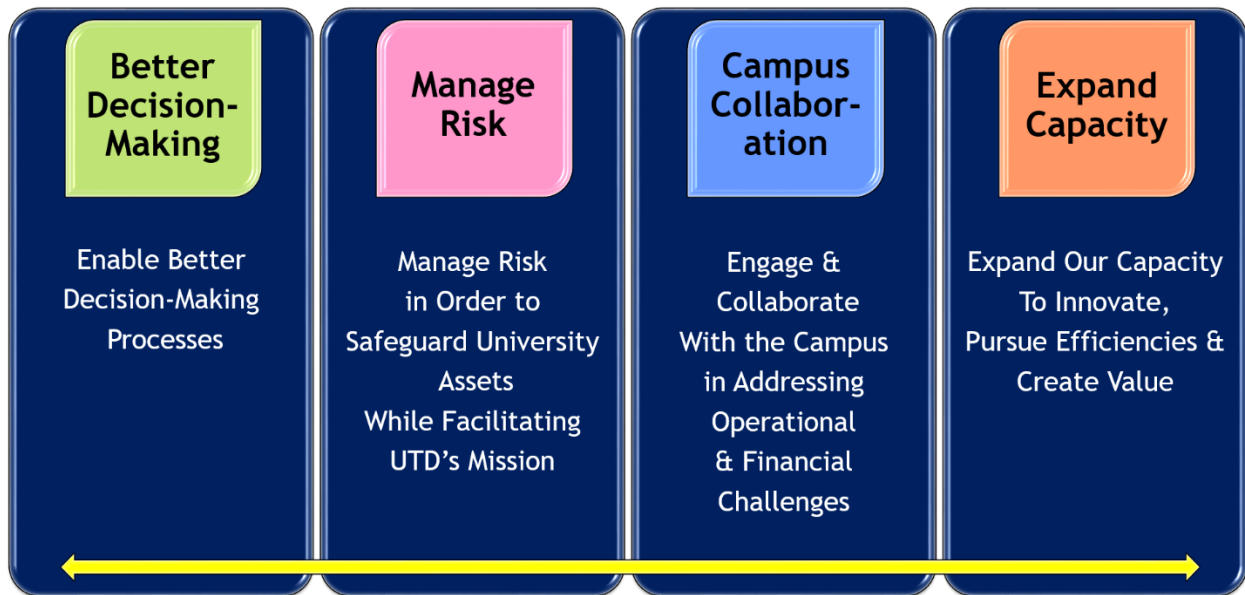 Better
Decision-
Making
Enable Better
Decision-Making
Processes
Manage
Risk
Manage Risk
in Order to
Safeguard University
Assets
While Facilitating
UTD's Mission
Campus
Collabor-
ation
Engage &
Collaborate
With the Campus
in Addressing
Operational
& Financial
Challenges
Expand
Capacity
Expand Our Capacity
To Innovate,
Pursue Efficiencies &
Create Value